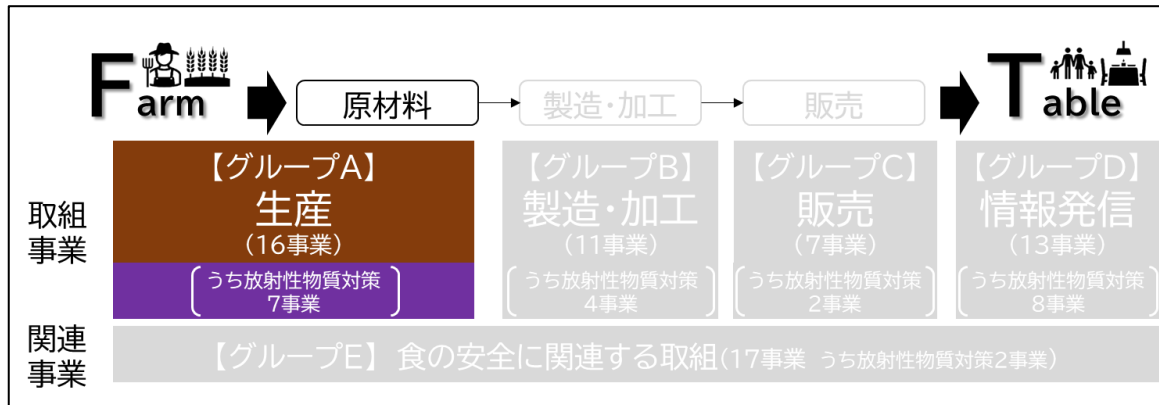 Farm
原材料
製造・加工
販売
Table
取組
事業
【グループA】
生産
(16事業)
うち放射性物質対策
7事業
【グループB】
製造・加工
(11事業)
うち放射性物質対策
4事業
【グループC】
販売
(7事業)
うち放射性物質対策
2事業
【グループD】
情報発信
(13事業)
うち放射性物質対策
8事業
関連
事業
【グループE】食の安全に関連する取組(17事業 うち放射性物質対策2事業)